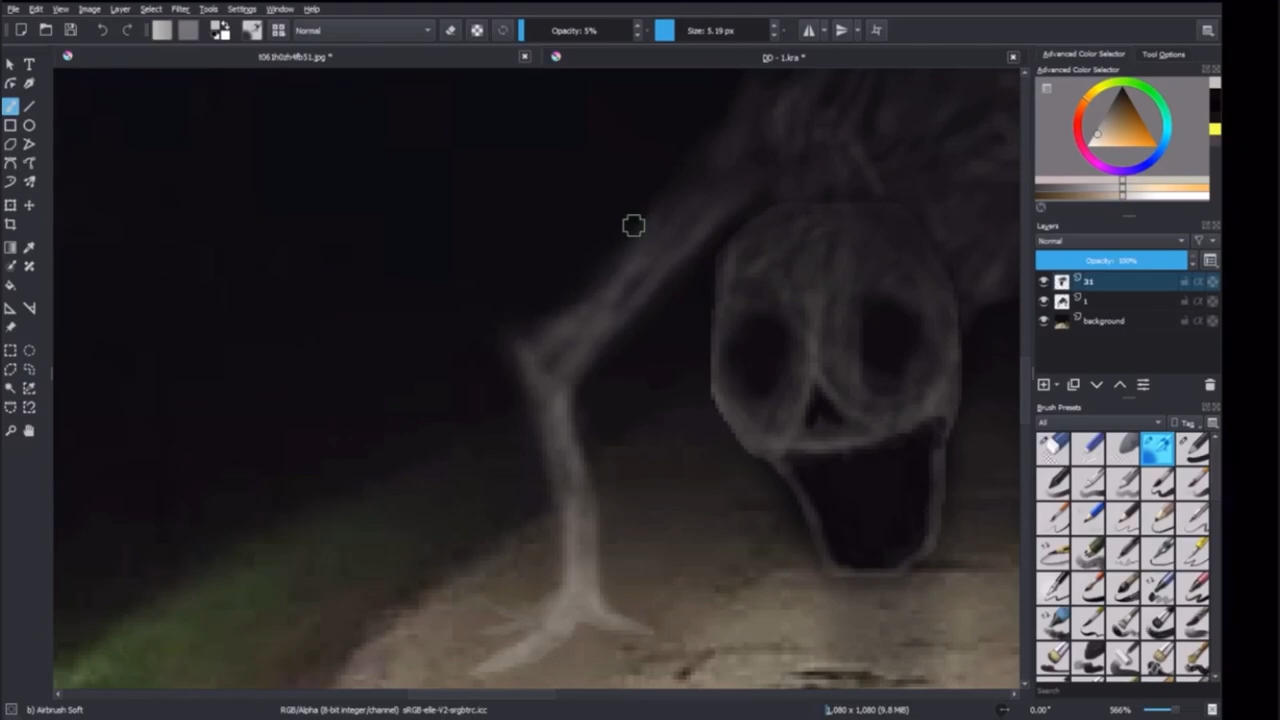 File Edit View Image Layer Select Filter Tools Settings Window Help
Normal
Opacity: 5%
Size: 5.19 px
DD - 1.kra *
Advanced Color Selector
Tool Options
Advanced Color Selector
Layers
Normal
Opacity: 100%
31
1
background
Brush Presets
All
Tag
Search
b) Airbrush Soft
RGB/Alpha (8-bit integer/channel) sRGB-elle-V2-srgbtrc.icc
1,080 x 1,080 (9.8 MiB)
0.00°
566%